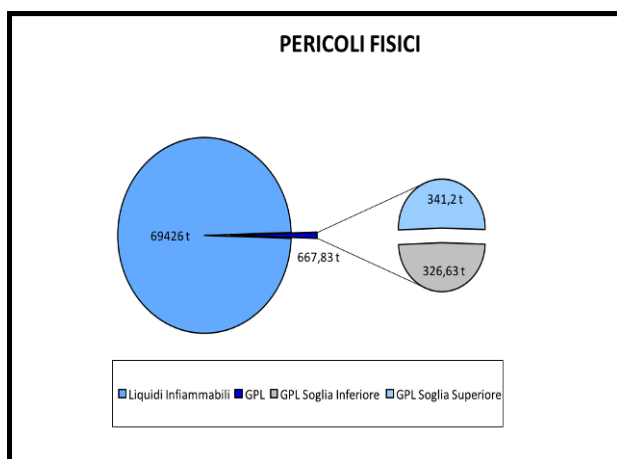 PERICOLI FISICI
341,2 t
69426 t
667,83 t
326,63 t
Liquidi Infiammabili GPL GPL Soglia Inferiore GPL Soglia Superiore